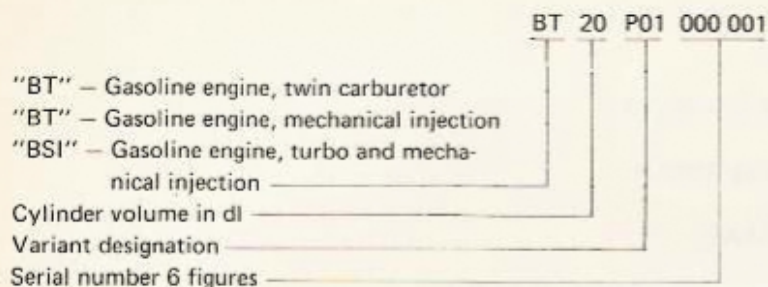 BT 20 P01 000 001
"BT" — Gasoline engine, twin carburetor
"BT" — Gasoline engine, mechanical injection
"BSI" — Gasoline engine, turbo and mecha-
nical injection
Cylinder volume in dl
Variant designation
Serial number 6 figures